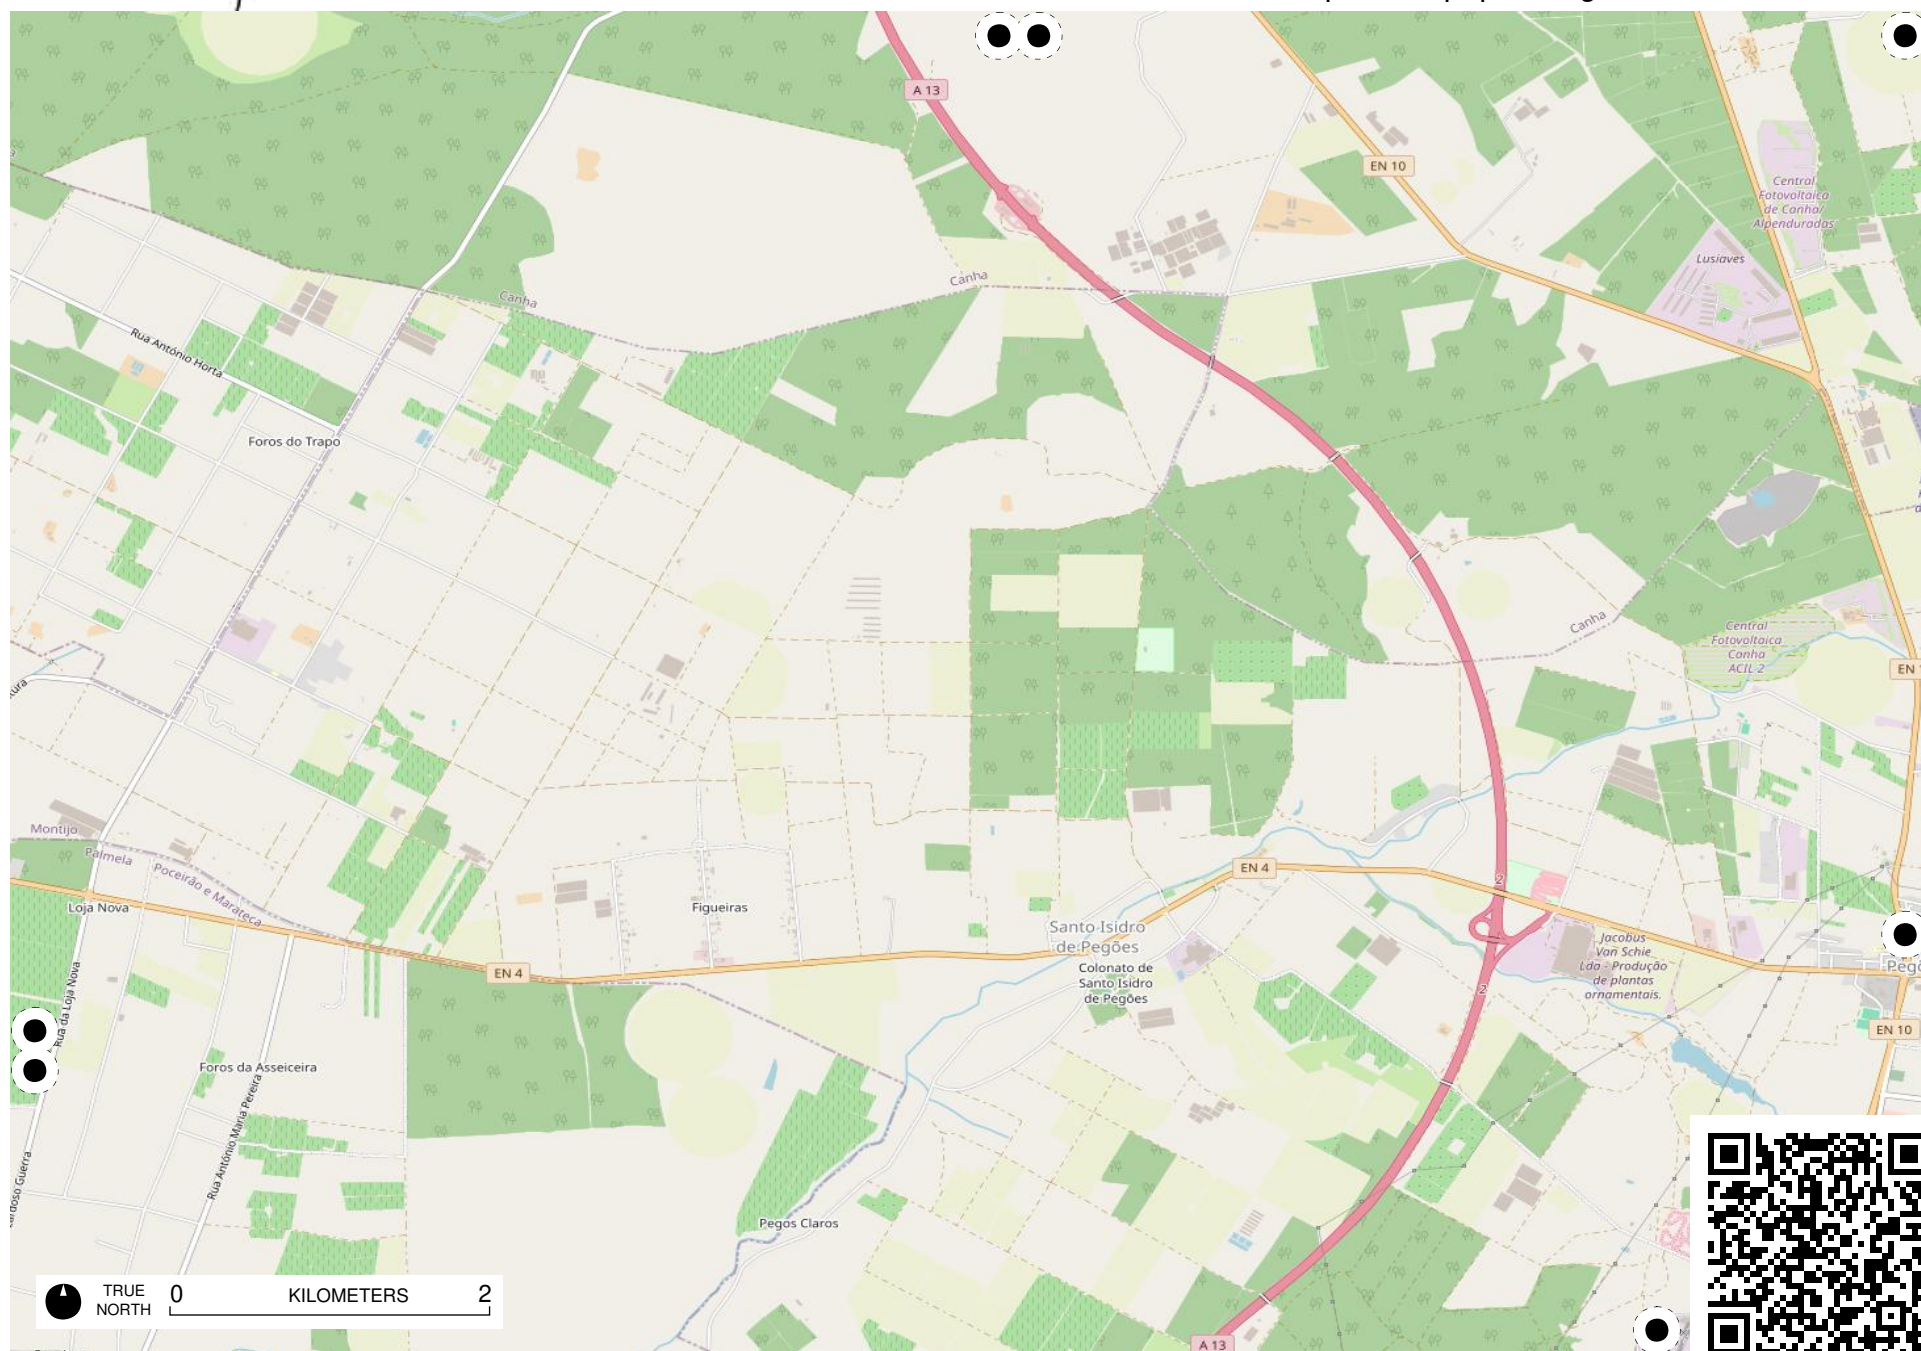 A 13
EN 10
Central
Fotovoltaica
de Canha/
Alpenduradas
Lusiaves
Canha
Canha
Rua António Horta
Foros do Trapo
Canha
Central
Fotovoltaica
Canha
ACIL 2
EN
Montijo
Palmela
Poceirão e Marateca
EN 4
2
Loja Nova
Figueiras
Santo Isidro
de Pegões
Jacobus
Van Schie
Lda - Produção
de plantas
ornamentais.
EN 4
Colonato de
Santo Isidro
de Pegões
2
Rua da Loja Nova
EN 10
Foros da Asseiceira
Rua António Maria Pereira
Guerra
Pegos Claros
TRUE
NORTH
0 KILOMETERS 2
A 13